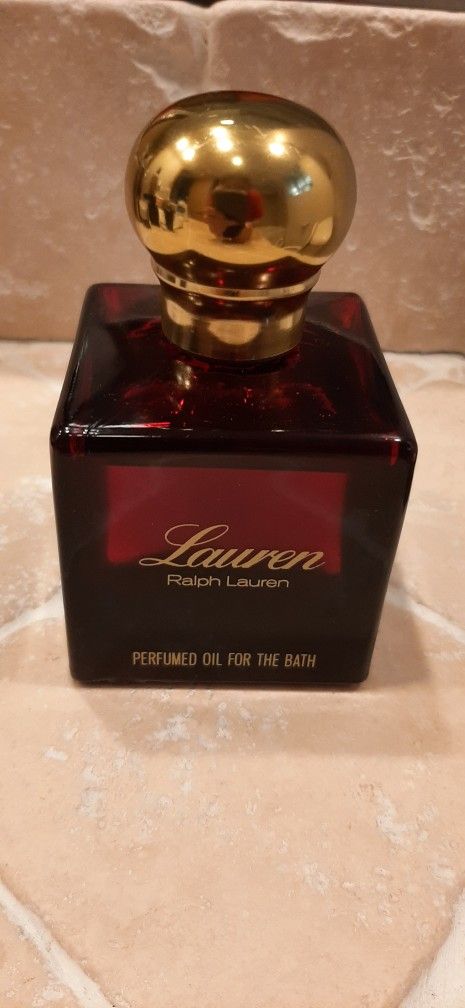 Lauren
Ralph Lauren
PERFUMED OIL FOR THE BATH